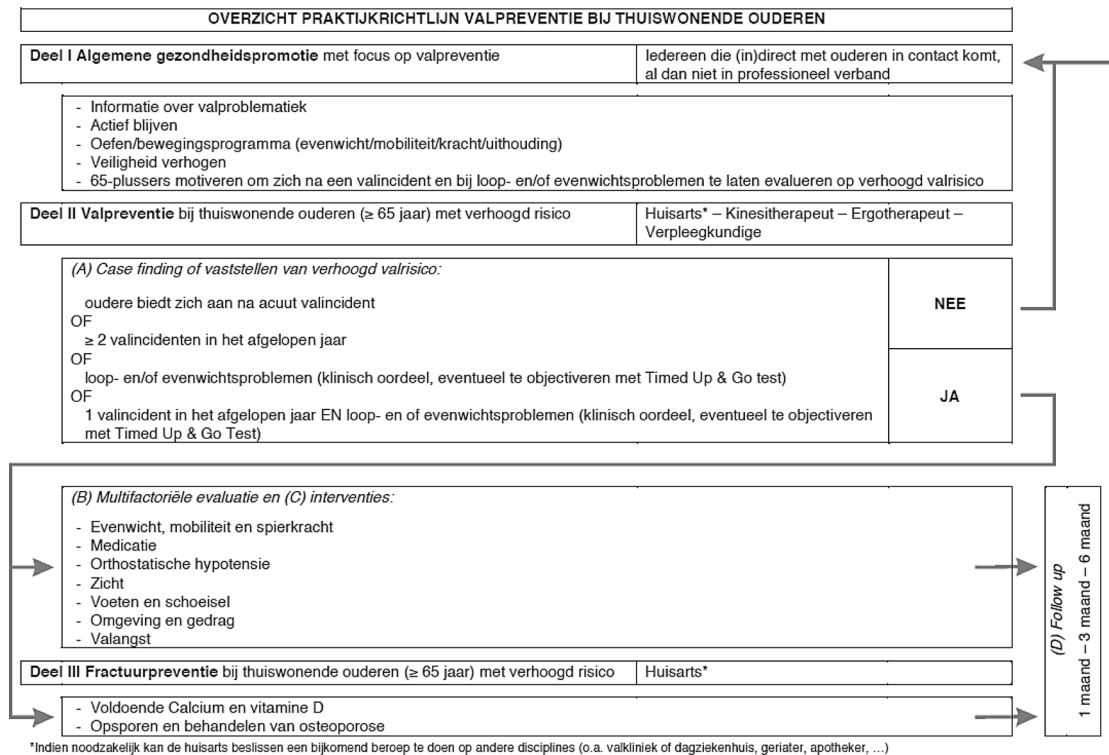 OVERZICHT PRAKTIJKRICHTLIJN VALPREVENTIE BIJ THUISWONENDE OUDEREN
Deel I Algemene gezondheidspromotie met focus op valpreventie
Iedereen die (in)direct met ouderen in contact komt,
al dan niet in professioneel verband
- Informatie over valproblematiek
- Actief blijven
- Oefen/bewegingsprogramma (evenwicht/mobiliteit/kracht/uithouding)
- Veiligheid verhogen
- 65-plussers motiveren om zich na een valincident en bij loop- en/of evenwichtsproblemen te laten evalueren op verhoogd valrisico
Deel II Valpreventie bij thuiswonende ouderen (≥ 65 jaar) met verhoogd risico
Huisarts* – Kinesitherapeut – Ergotherapeut –
Verpleegkundige
(A) Case finding of vaststellen van verhoogd valrisico:
oudere biedt zich aan na acuut valincident
OF
≥ 2 valincidenten in het afgelopen jaar
OF
loop- en/of evenwichtsproblemen (klinisch oordeel, eventueel te objectiveren met Timed Up & Go test)
OF
1 valincident in het afgelopen jaar EN loop- en of evenwichtsproblemen (klinisch oordeel, eventueel te objectiveren
met Timed Up & Go Test)
NEE
JA
(B) Multifactoriële evaluatie en (C) interventies:
- Evenwicht, mobiliteit en spierkracht
- Medicatie
- Orthostatische hypotensie
- Zicht
- Voeten en schoeisel
- Omgeving en gedrag
- Valangst
(D) Follow up
1 maand – 3 maand – 6 maand
Deel III Fractuurpreventie bij thuiswonende ouderen (≥ 65 jaar) met verhoogd risico
Huisarts*
- Voldoende Calcium en vitamine D
- Opsporen en behandelen van osteoporose
*Indien noodzakelijk kan de huisarts beslissen een bijkomend beroep te doen op andere disciplines (o.a. valkliniek of dagziekenhuis, geriater, apotheker, …)